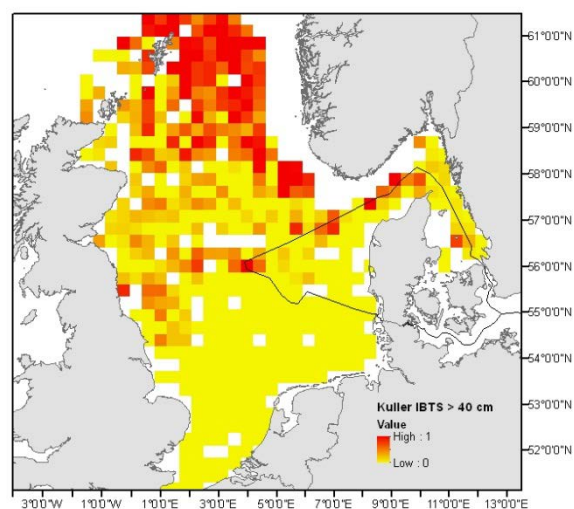 61°0'0"N
60°0'0"N
59°0'0"N
58°0'0"N
57°0'0"N
56°0'0"N
55°0'0"N
54°0'0"N
53°0'0"N
52°0'0"N
Kuller IBTS > 40 cm
Value
High : 1
Low : 0
3°0'0"W 1°0'0"W 1°0'0"E 3°0'0"E 5°0'0"E 7°0'0"E 9°0'0"E 11°0'0"E 13°0'0"E